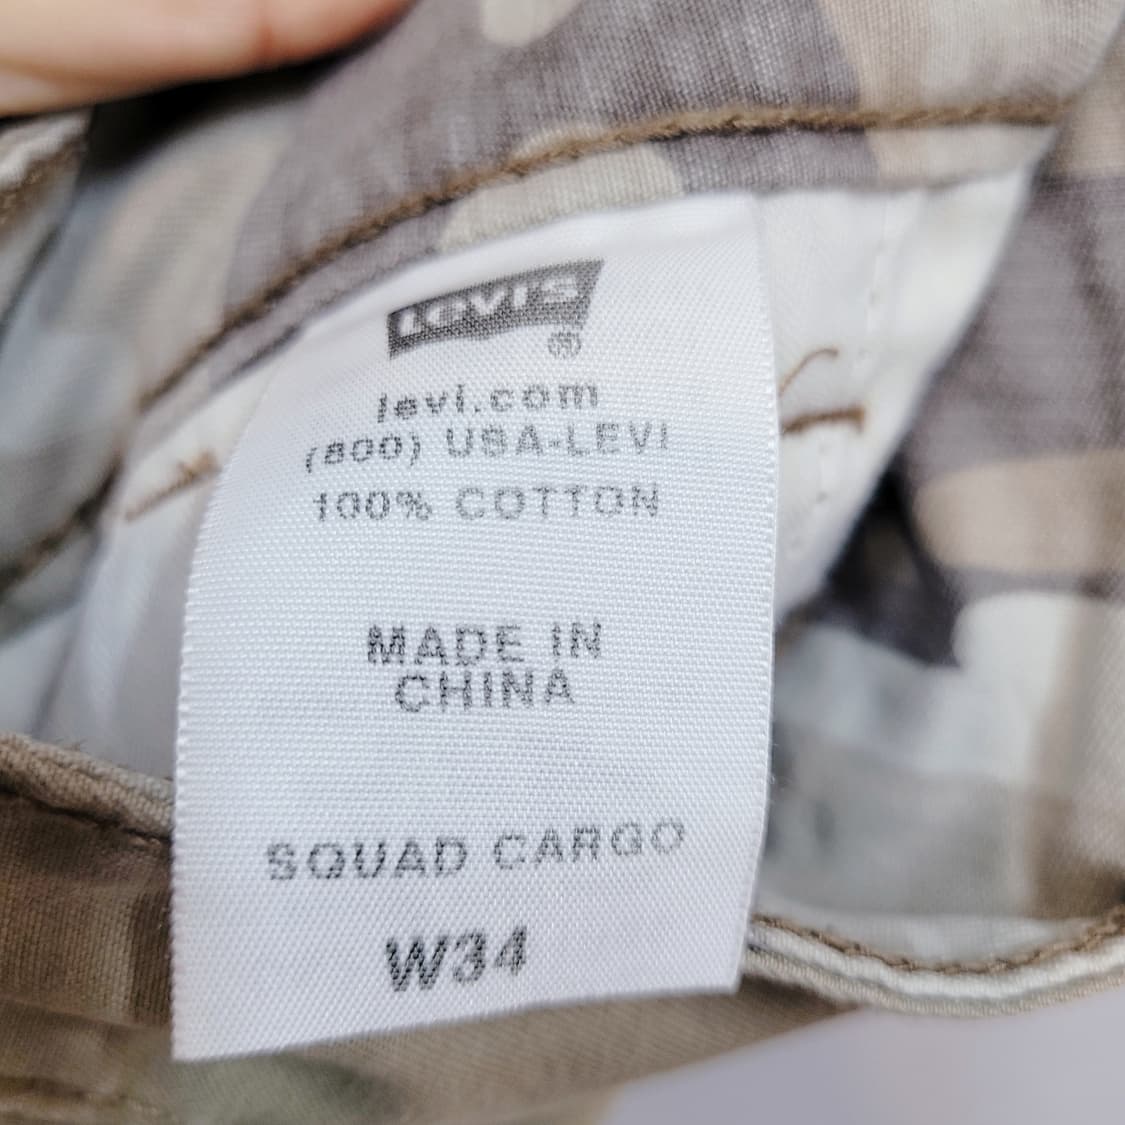 Levi's
®
levi.com
(800) USA-LEVI
100% COTTON
MADE IN
CHINA
SQUAD CARGO
W34